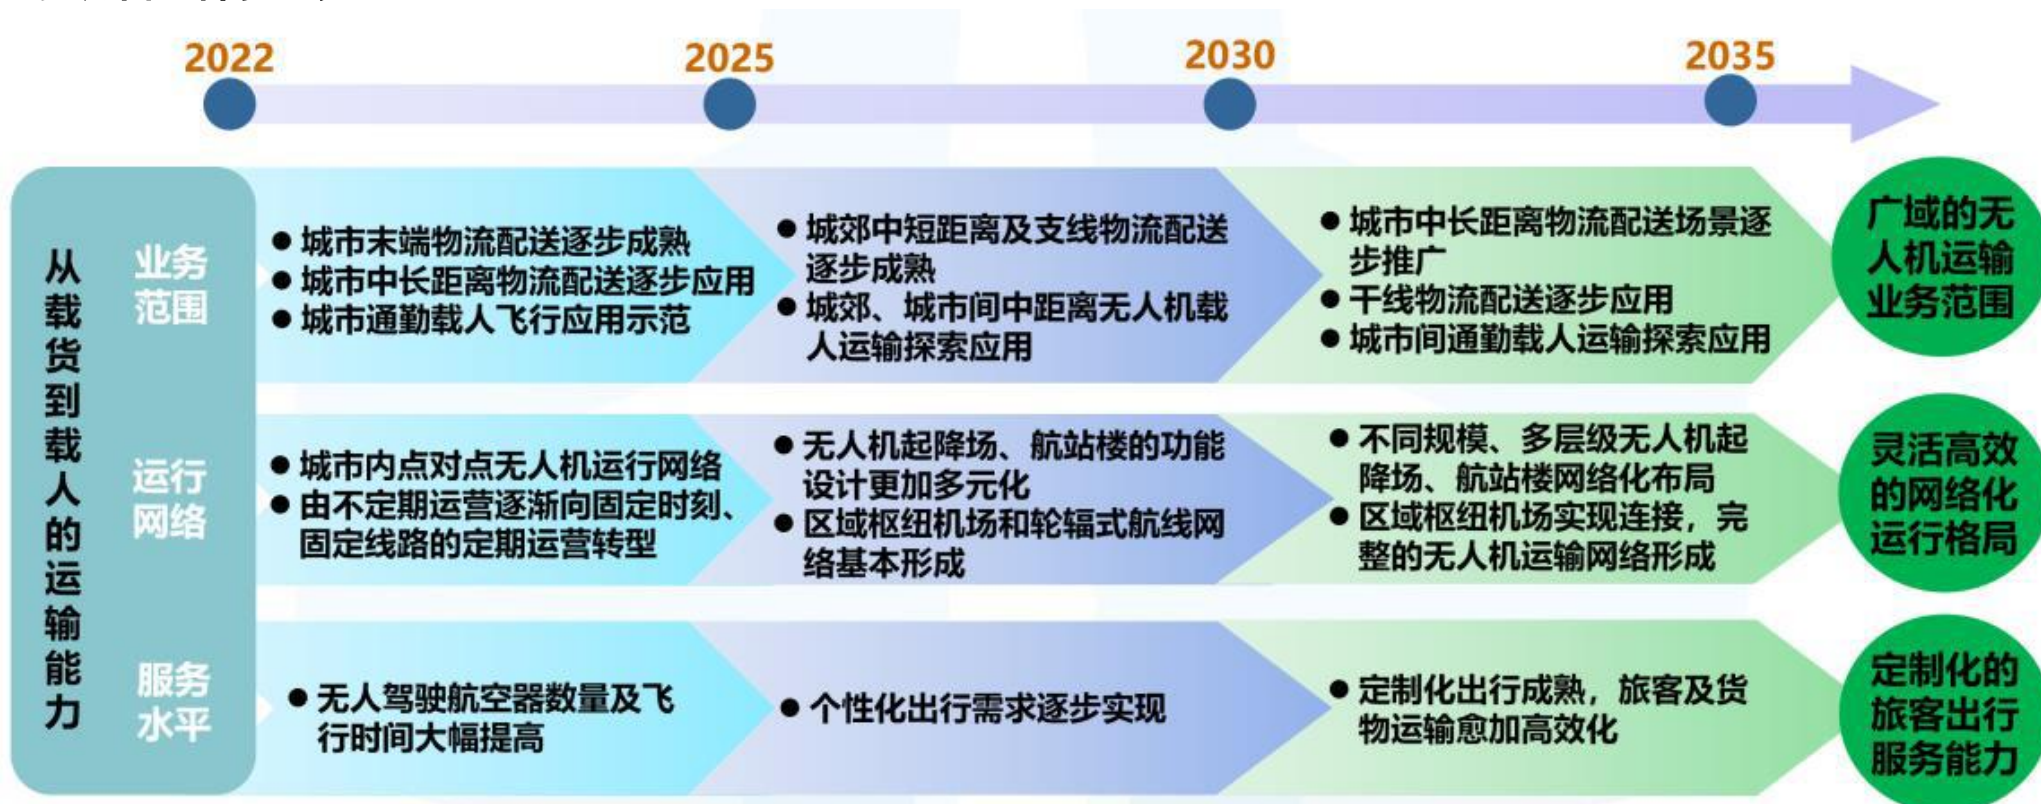 2022
2025
2030
2035
从载货到载人的运输能力
业务
范围
● 城市末端物流配送逐步成熟
● 城市中长距离物流配送逐步应用
● 城市通勤载人飞行应用示范
● 城郊中短距离及支线物流配送
逐步成熟
● 城郊、城市间中距离无人机载
人运输探索应用
● 城市中长距离物流配送场景逐
步推广
● 干线物流配送逐步应用
● 城市间通勤载人运输探索应用
广域的无
人机运输
业务范围
运行
网络
● 城市内点对点无人机运行网络
● 由不定期运营逐渐向固定时刻、
固定线路的定期运营转型
● 无人机起降场、航站楼的功能
设计更加多元化
● 区域枢纽机场和轮辐式航线网
络基本形成
● 不同规模、多层级无人机起
降场、航站楼网络化布局
● 区域枢纽机场实现连接，完
整的无人机运输网络形成
灵活高效
的网络化
运行格局
服务
水平
● 无人驾驶航空器数量及飞
行时间大幅提高
● 个性化出行需求逐步实现
● 定制化出行成熟，旅客及货
物运输愈加高效化
定制化的
旅客出行
服务能力